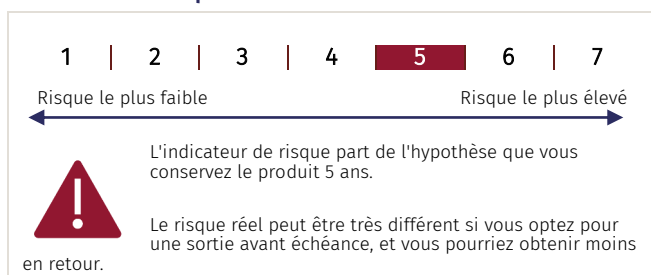 1 2 3 4 5 6 7
Risque le plus faible Risque le plus élevé
L'indicateur de risque part de l'hypothèse que vous
conservez le produit 5 ans.
Le risque réel peut être très différent si vous optez pour
une sortie avant échéance, et vous pourriez obtenir moins
en retour.